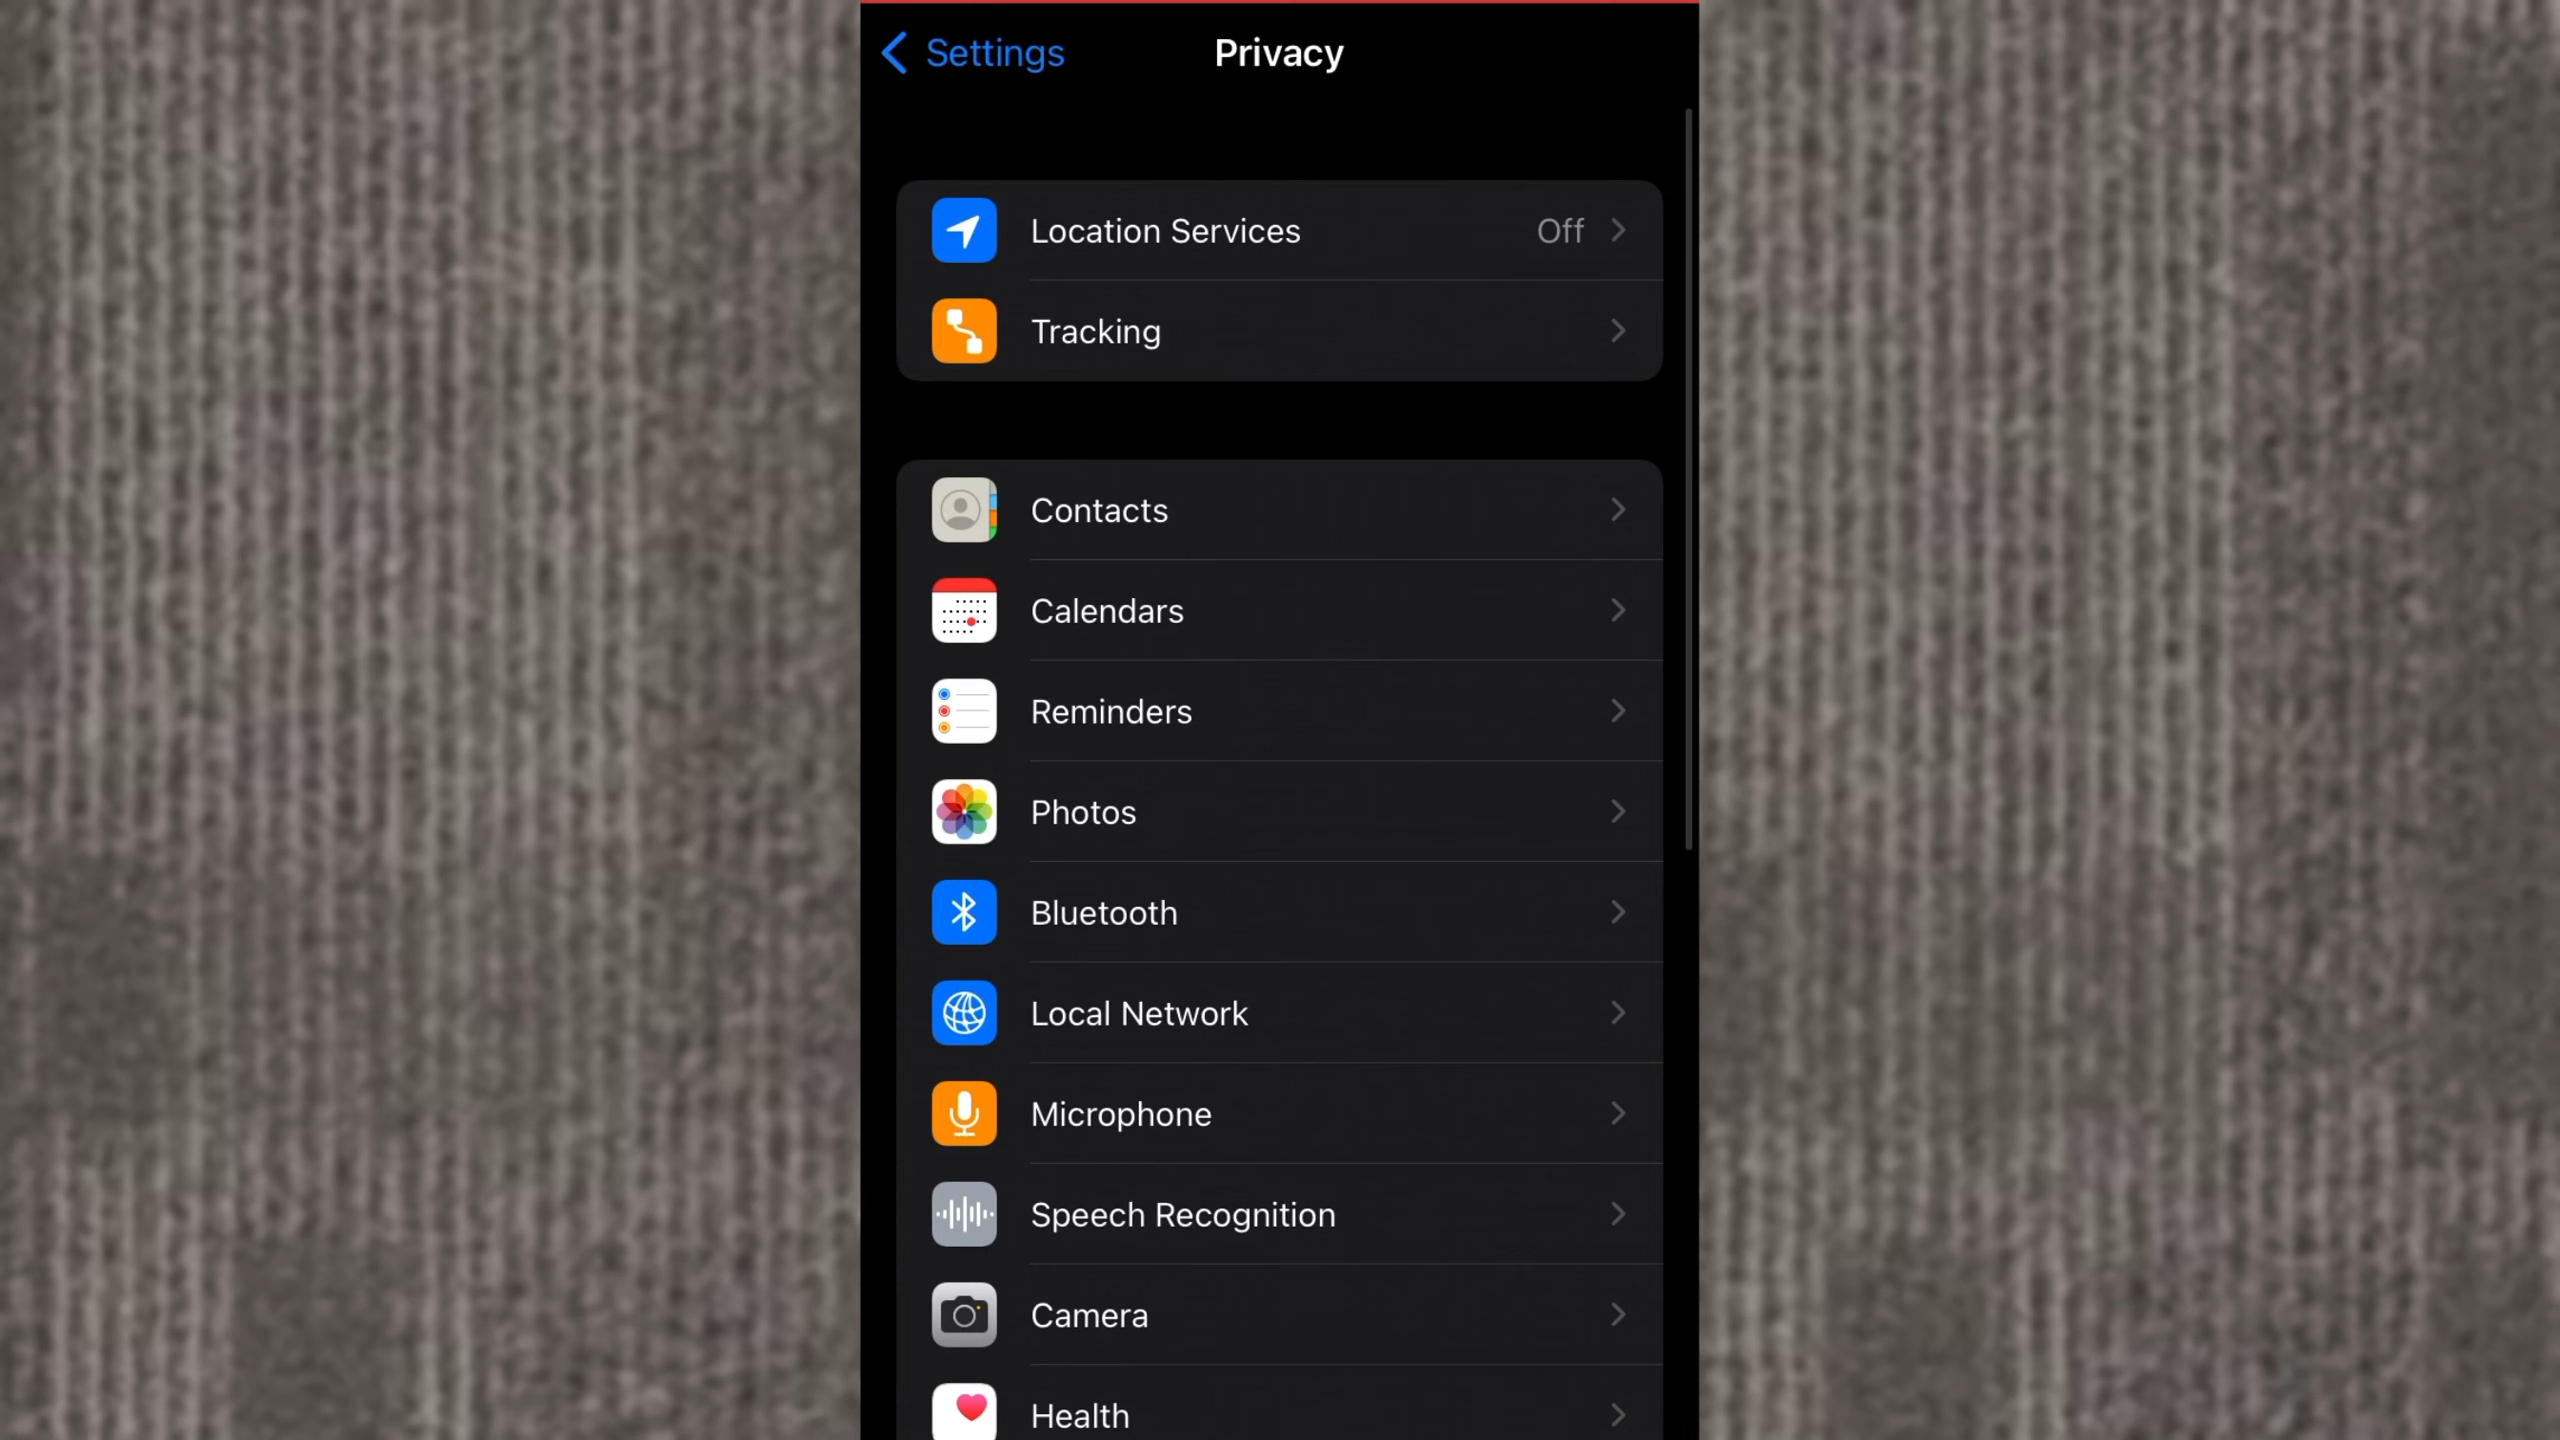 Settings
Privacy
Location Services Off
Tracking
Contacts
Calendars
Reminders
Photos
Bluetooth
Local Network
Microphone
Speech Recognition
Camera
Health